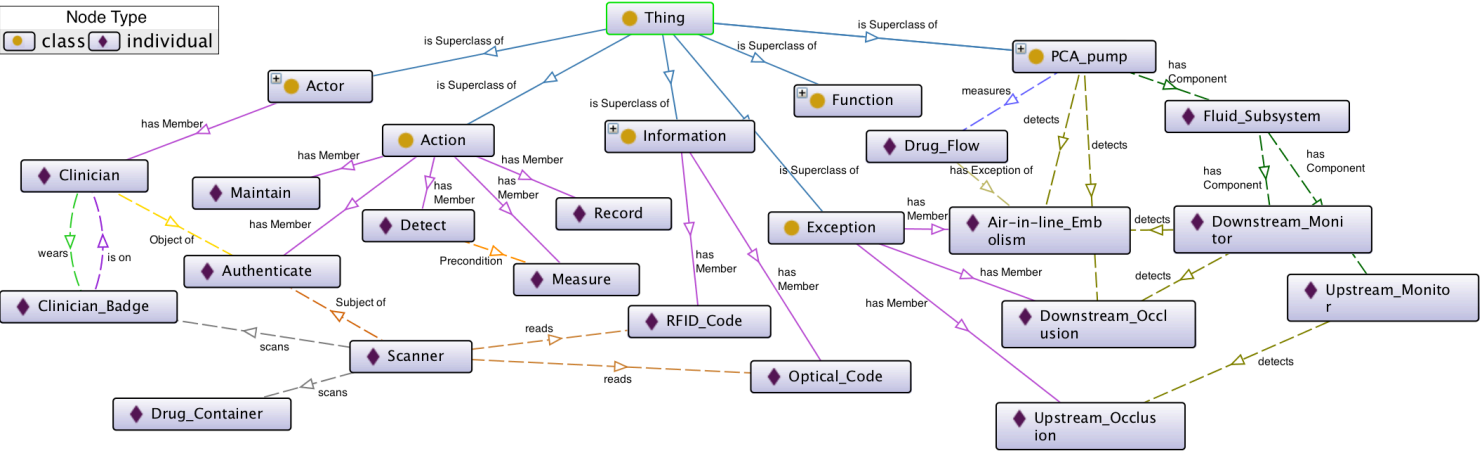 Node Type
class individual
Thing
is Superclass of
is Superclass of
is Superclass of
is Superclass of
is Superclass of
is Superclass of
PCA_pump
Actor
Function
has
Component
measures
detects
detects
Fluid_Subsystem
has Member
Action
Information
Drug_Flow
has Exception of
has
Component
has
Component
Clinician
has Member
Maintain
has Member
has
Member
has
Member
has Member
Detect
Record
has
Member
Exception
Air-in-line_Emb
olism
detects
Downstream_Moni
tor
wears
is on
Object of
Authenticate
Precondition
Measure
has
Member
has
Member
has Member
has Member
detects
Upstream_Monito
r
Clinician_Badge
Subject of
RFID_Code
Downstream_Occl
usion
scans
Scanner
reads
reads
Optical_Code
detects
scans
Drug_Container
Upstream_Occlus
ion